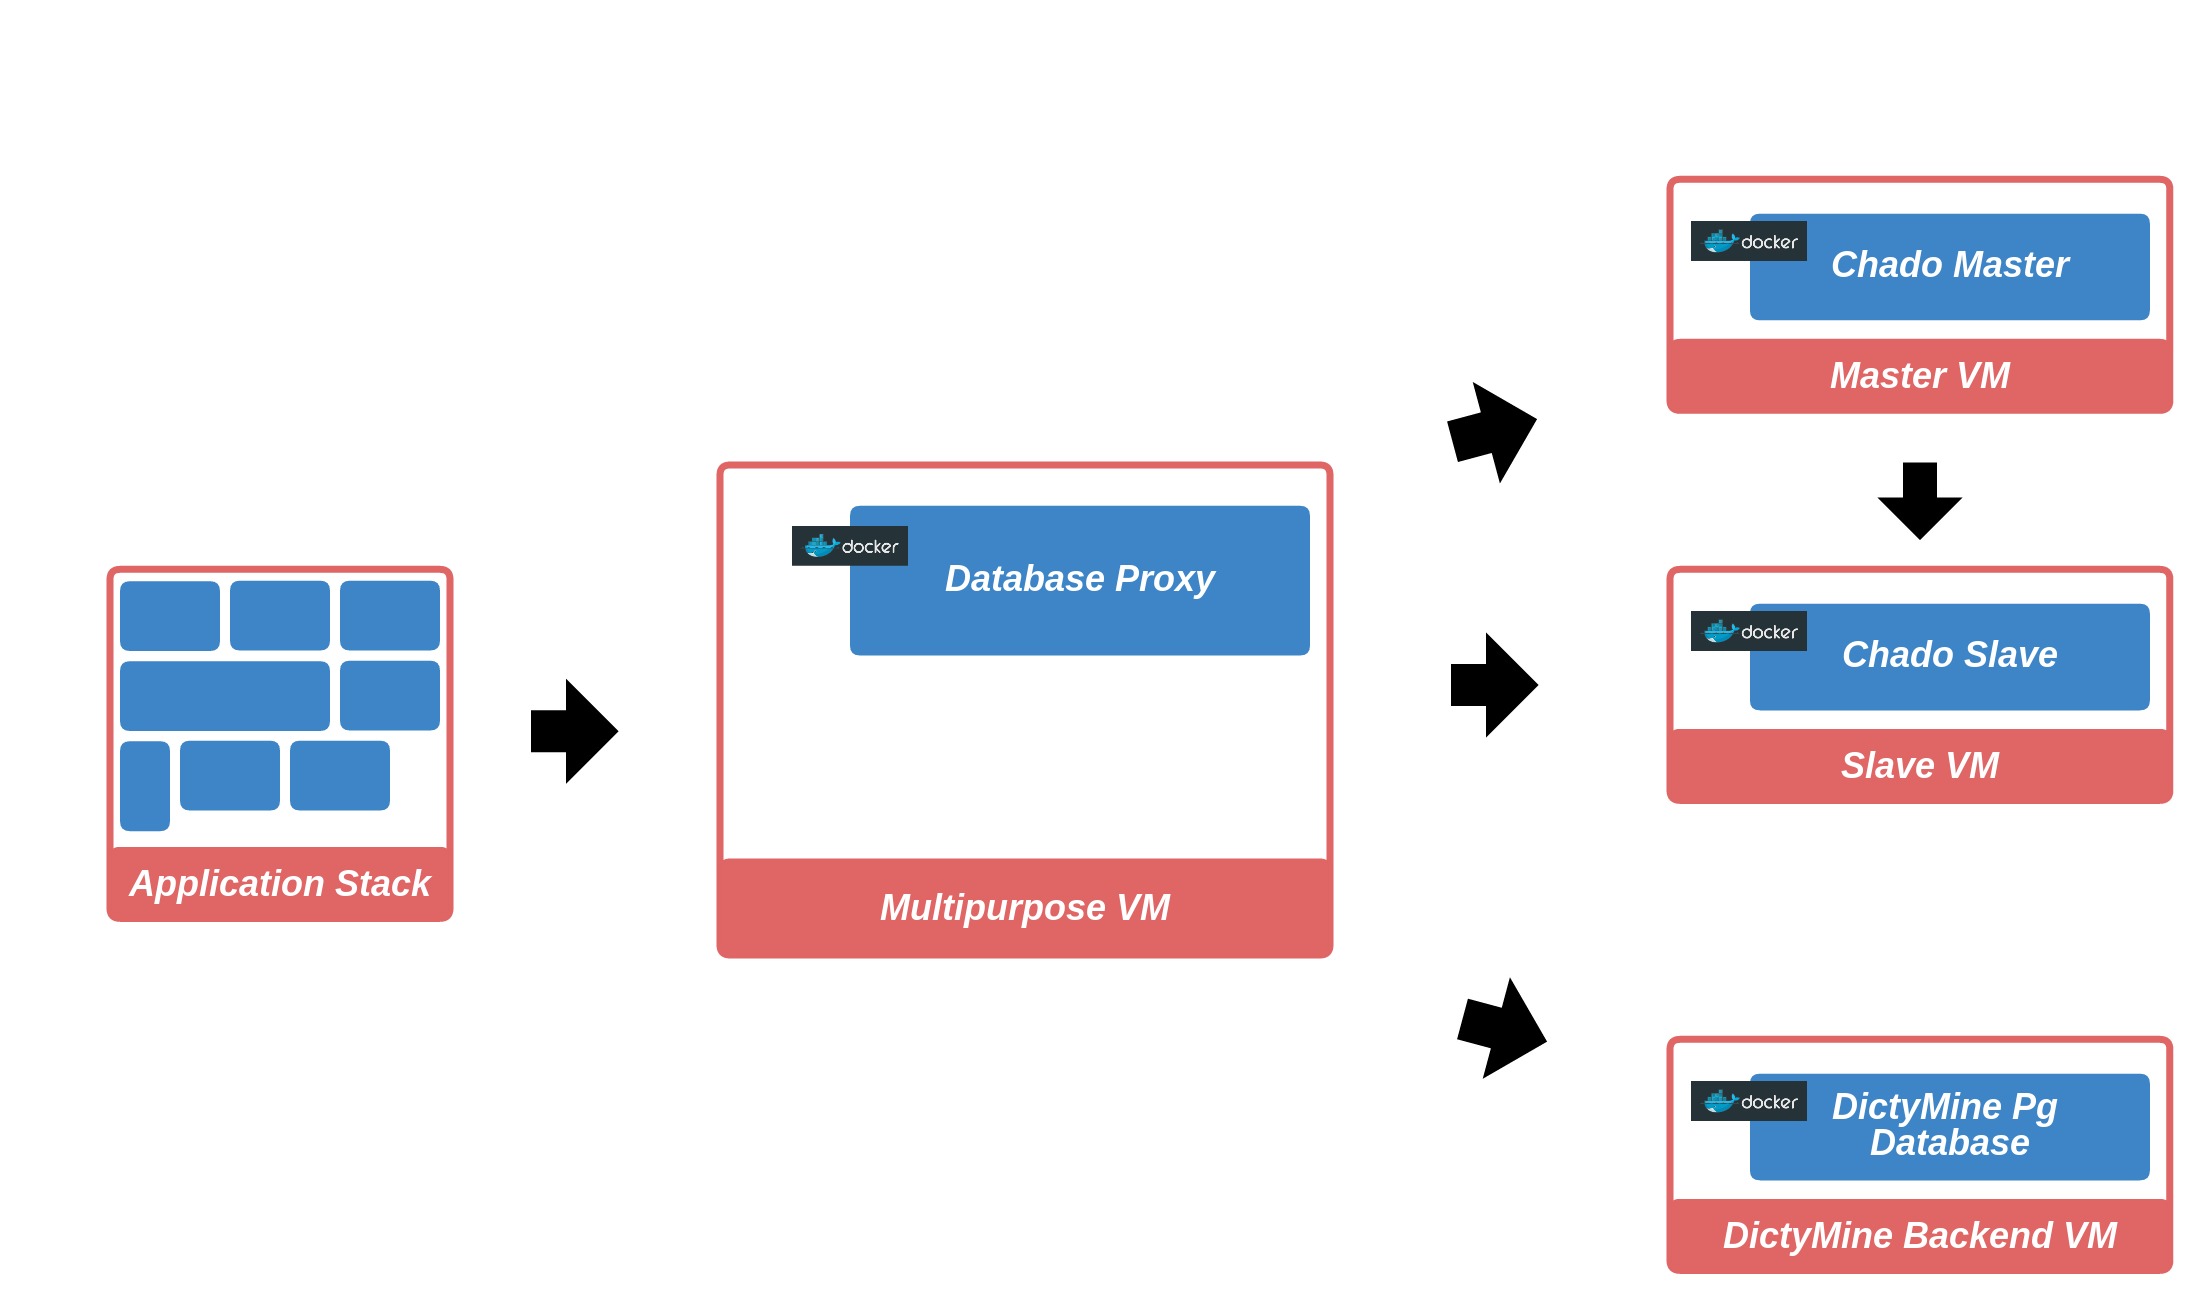 Application Stack
docker
Database Proxy
Multipurpose VM
docker
Chado Master
Master VM
docker
Chado Slave
Slave VM
docker
DictyMine Pg
Database
DictyMine Backend VM